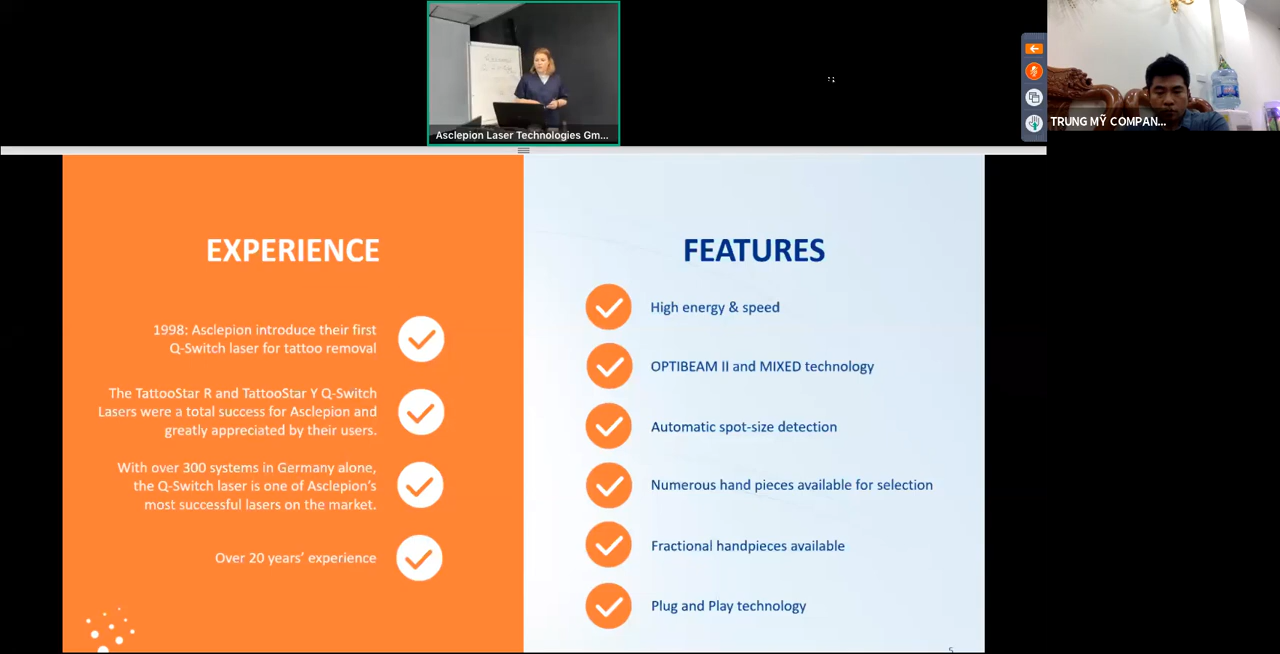 Asclepion Laser Technologies Gm...
TRUNG MỸ COMPAN...
EXPERIENCE
1998: Asclepion introduce their first
Q-Switch laser for tattoo removal
The TattooStar R and TattooStar Y Q-Switch
Lasers were a total success for Asclepion and
greatly appreciated by their users.
With over 300 systems in Germany alone,
the Q-Switch laser is one of Asclepion's
most successful lasers on the market.
Over 20 years' experience
FEATURES
High energy & speed
OPTIBEAM II and MIXED technology
Automatic spot-size detection
Numerous hand pieces available for selection
Fractional handpieces available
Plug and Play technology
5